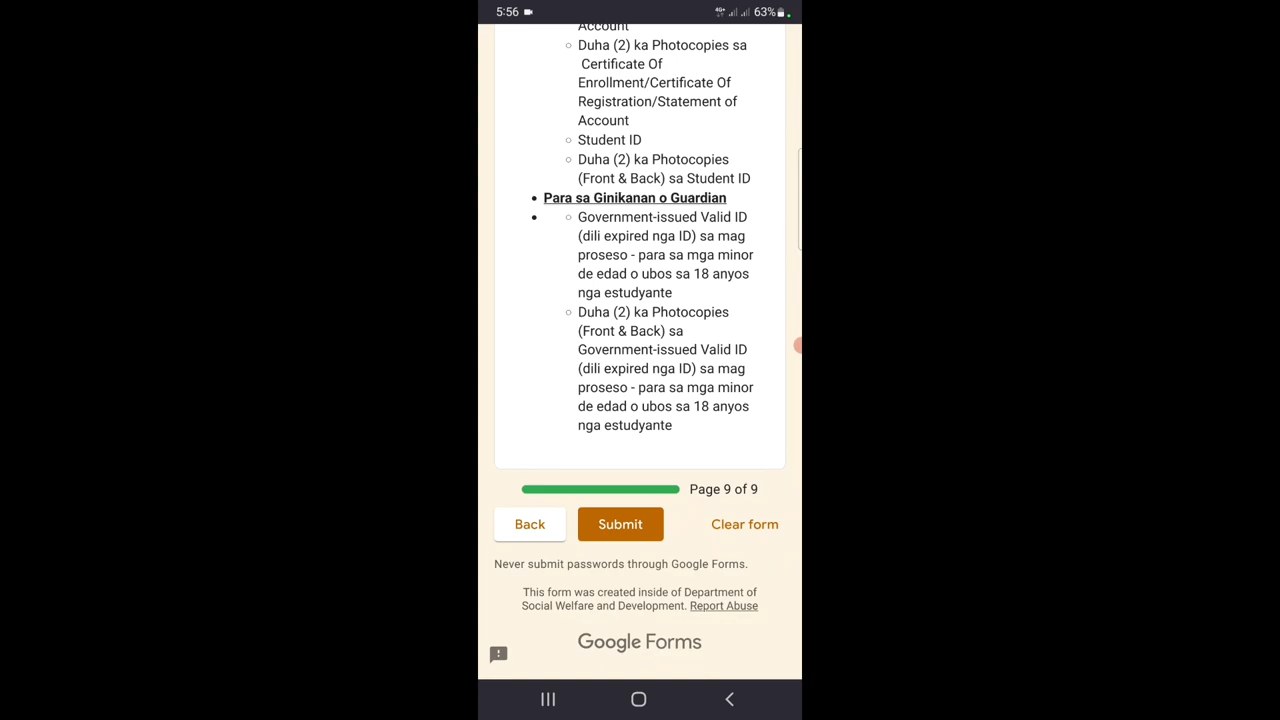 5:56
4G+ 63%
Account
Duha (2) ka Photocopies sa
Certificate Of
Enrollment/Certificate Of
Registration/Statement of
Account
Student ID
Duha (2) ka Photocopies
(Front & Back) sa Student ID
Para sa Ginikanan o Guardian
Government-issued Valid ID
(dili expired nga ID) sa mag
proseso - para sa mga minor
de edad o ubos sa 18 anyos
nga estudyante
Duha (2) ka Photocopies
(Front & Back) sa
Government-issued Valid ID
(dili expired nga ID) sa mag
proseso - para sa mga minor
de edad o ubos sa 18 anyos
nga estudyante
Page 9 of 9
Back Submit Clear form
Never submit passwords through Google Forms.
This form was created inside of Department of
Social Welfare and Development. Report Abuse
Google Forms